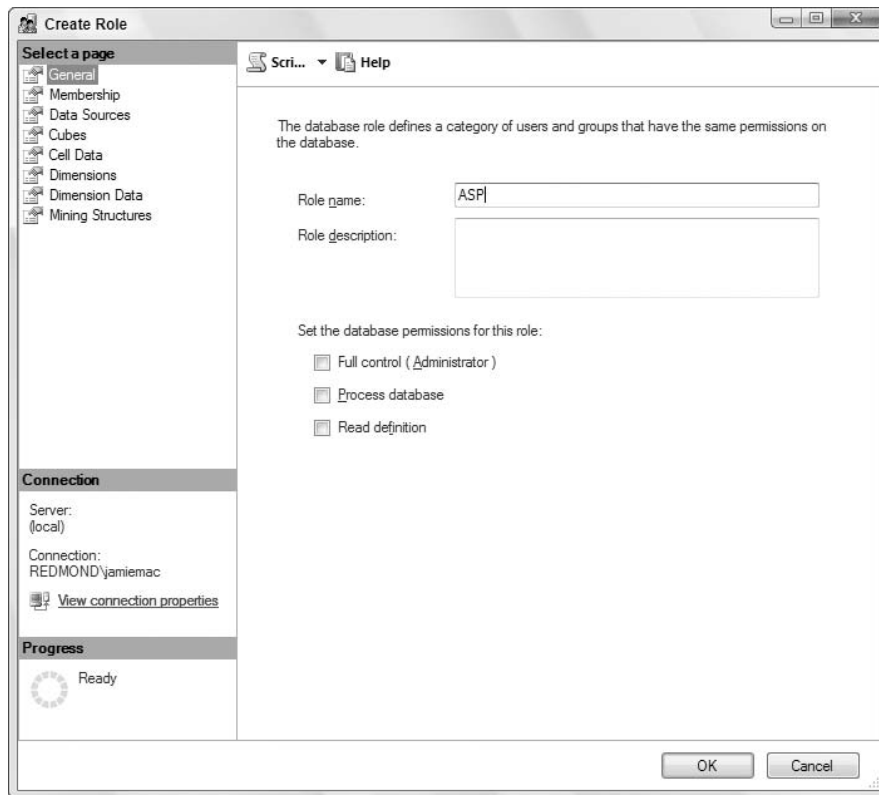 Create Role
Select a page
General
Membership
Data Sources
Cubes
Cell Data
Dimensions
Dimension Data
Mining Structures
Connection
Server:
(local)
Connection:
REDMOND\jamiemac
View connection properties
Progress
Ready
Scri...
Help
The database role defines a category of users and groups that have the same permissions on
the database.
Role name:
ASP
Role description:
Set the database permissions for this role:
Full control ( Administrator )
Process database
Read definition
OK
Cancel